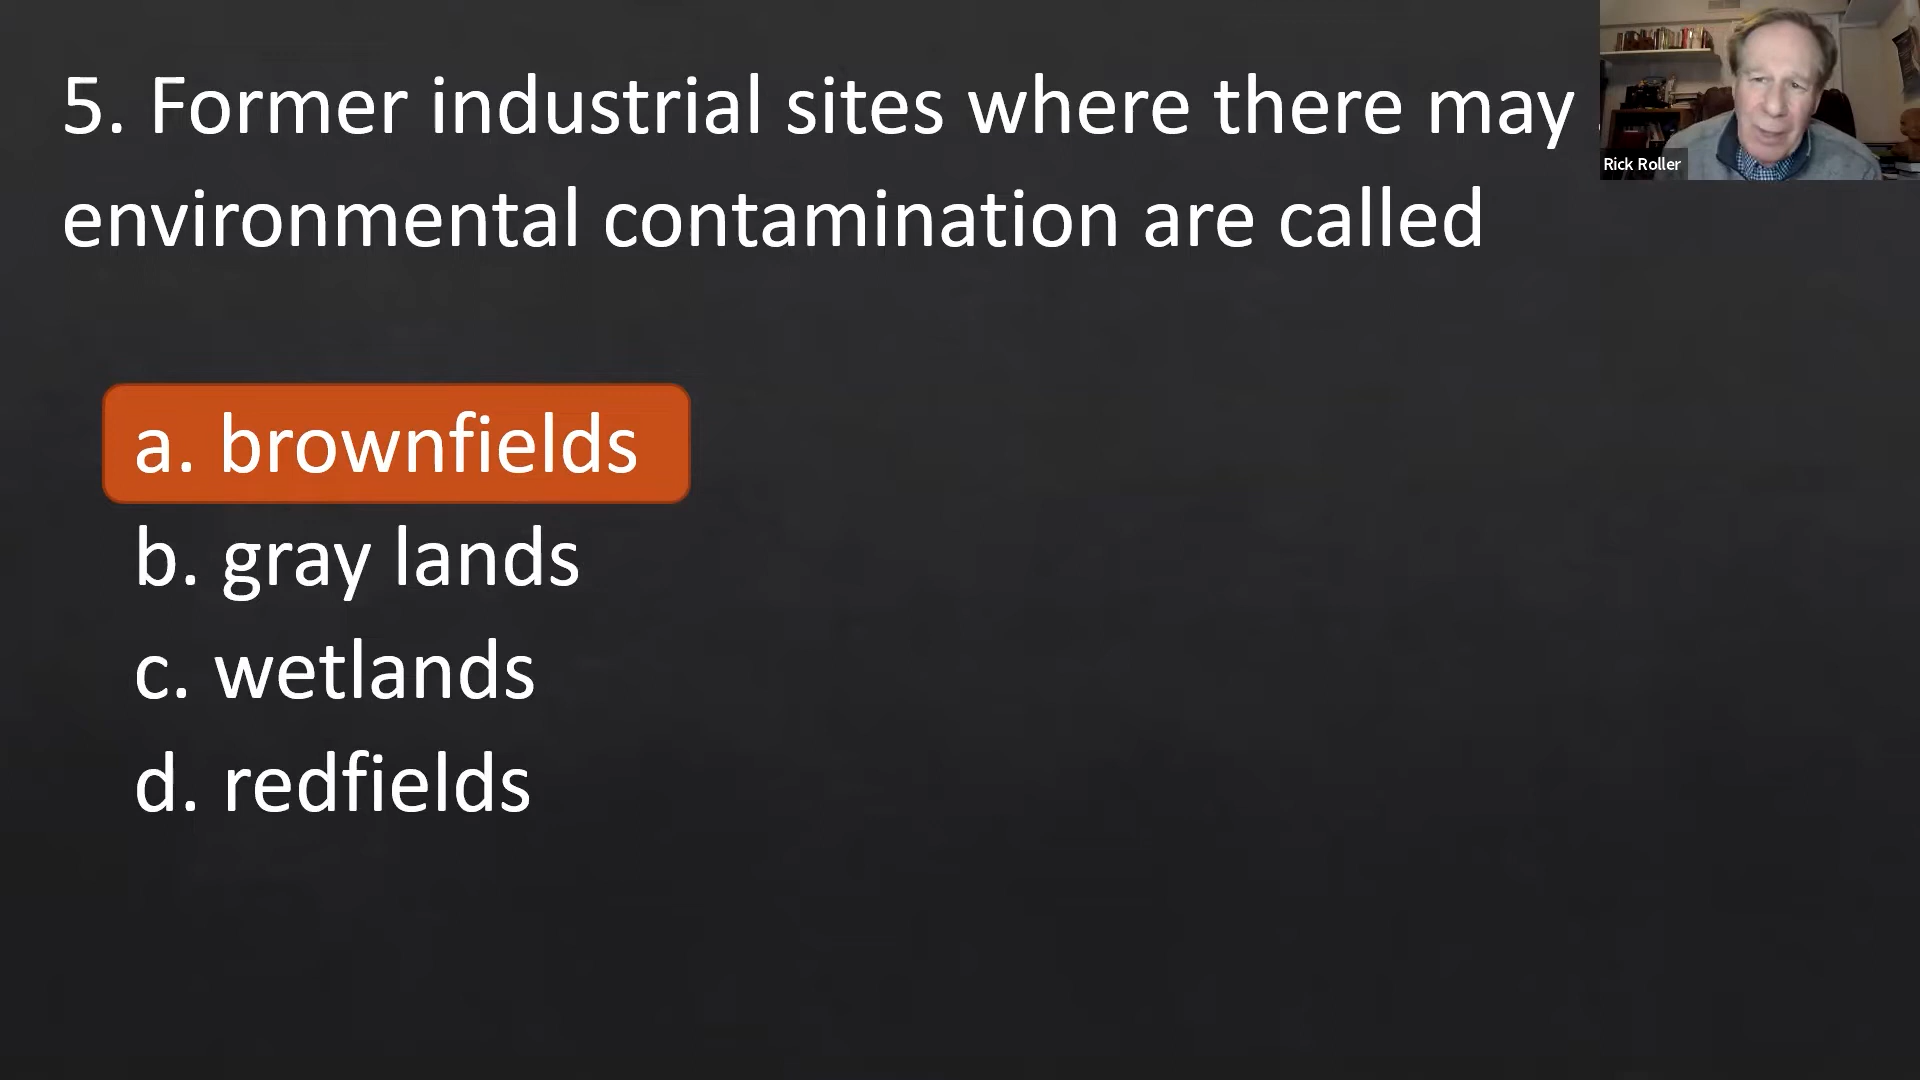 5. Former industrial sites where there may
environmental contamination are called
a. brownfields
b. gray lands
c. wetlands
d. redfields
Rick Roller